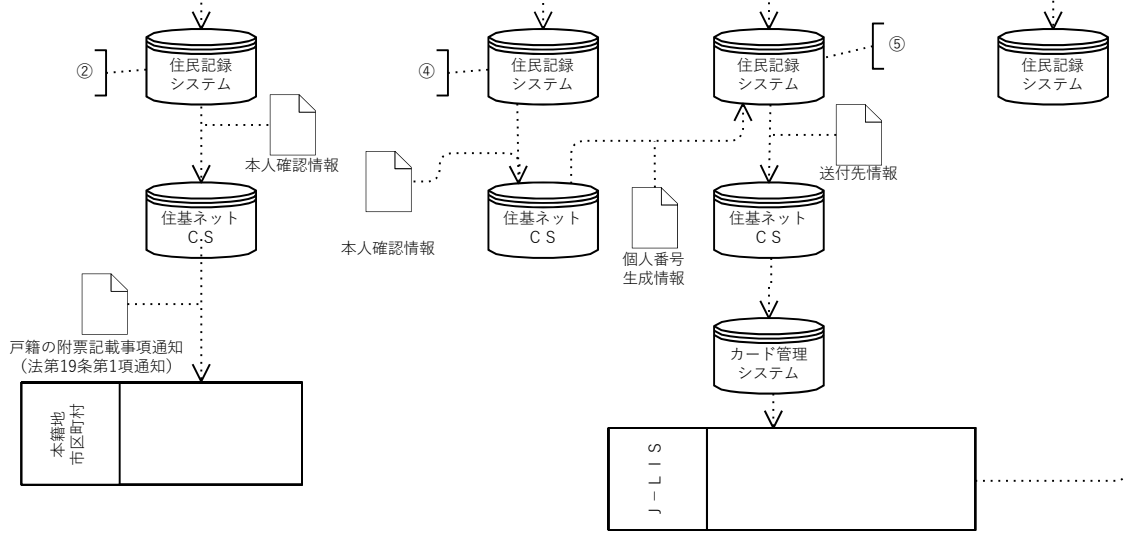 ②
住民記録
システム
④
住民記録
システム
住民記録
システム
⑤
住民記録
システム
本人確認情報
送付先情報
住基ネット
ＣＳ
本人確認情報
住基ネット
ＣＳ
個人番号
生成情報
住基ネット
ＣＳ
戸籍の附票記載事項通知
（法第19条第1項通知）
カード管理
システム
本籍地
市区町村
Ｊ－ＬＩＳ